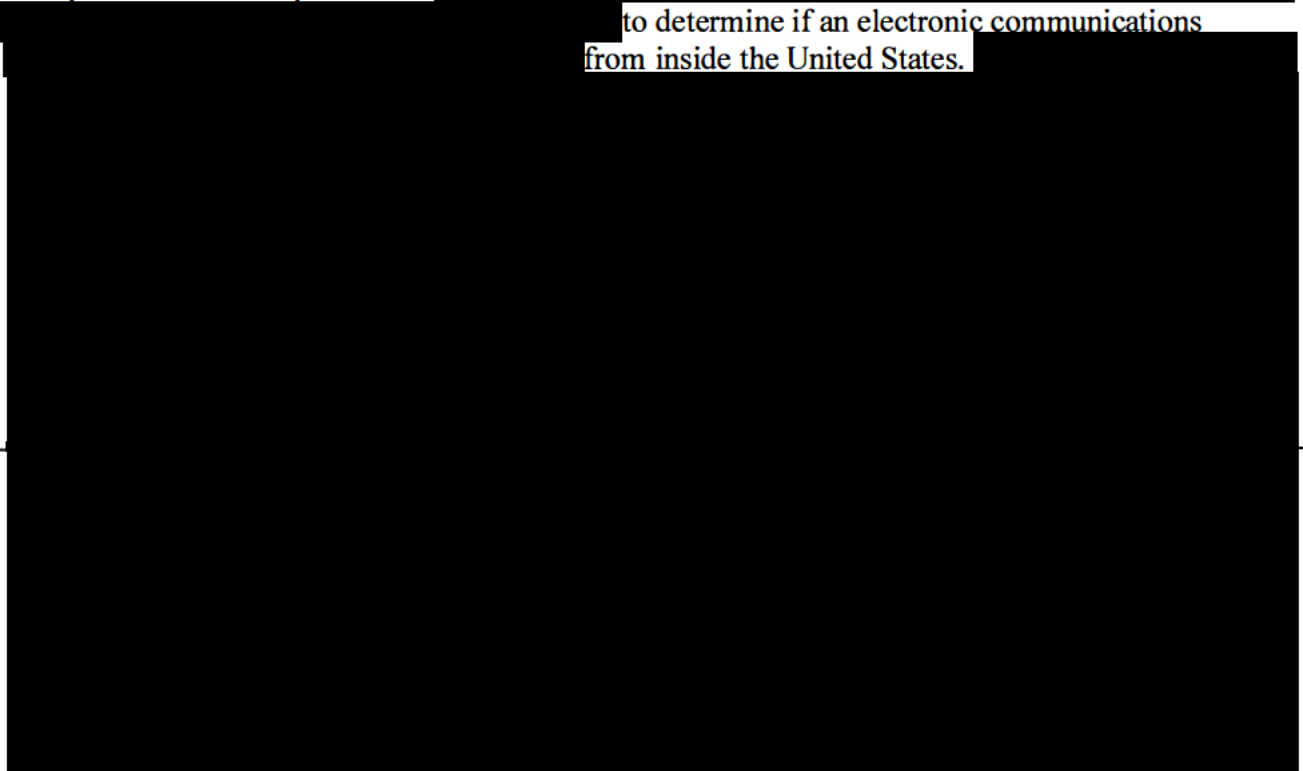 to determine if an electronic communications
from inside the United States.